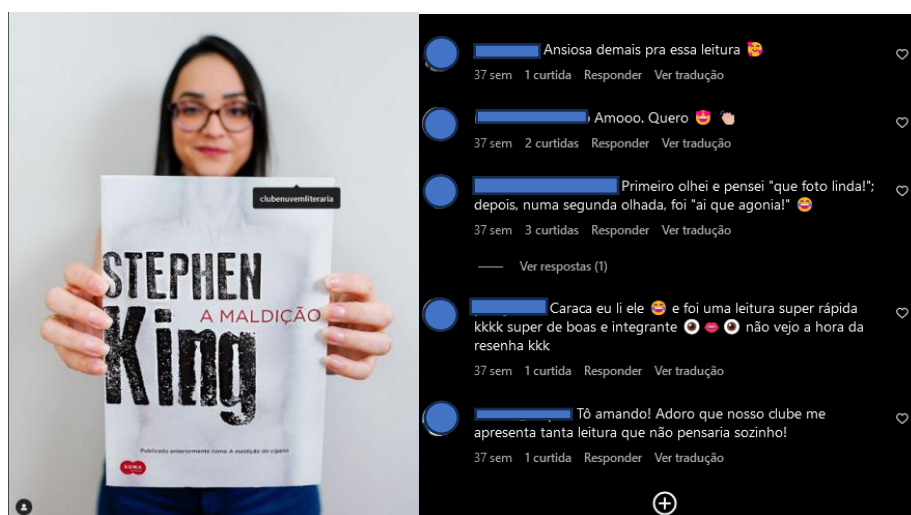 clubenuvemliteraria
STEPHEN
King
A MALDIÇÃO
Publicado anteriormente como A maldição do cigano
SUMA
Ansiosa demais pra essa leitura 🥰
37 sem 1 curtida Responder Ver tradução
Amooo. Quero 😍 👏🏻
37 sem 2 curtidas Responder Ver tradução
Primeiro olhei e pensei "que foto linda!";
depois, numa segunda olhada, foi "ai que agonia!" 😂
37 sem 3 curtidas Responder Ver tradução
Ver respostas (1)
Caraca eu li ele 😂 e foi uma leitura super rápida
kkkk super de boas e integrante 👁️ 👄 👁️ não vejo a hora da
resenha kkk
37 sem 1 curtida Responder Ver tradução
Tô amando! Adoro que nosso clube me
apresenta tanta leitura que não pensaria sozinho!
37 sem 1 curtida Responder Ver tradução